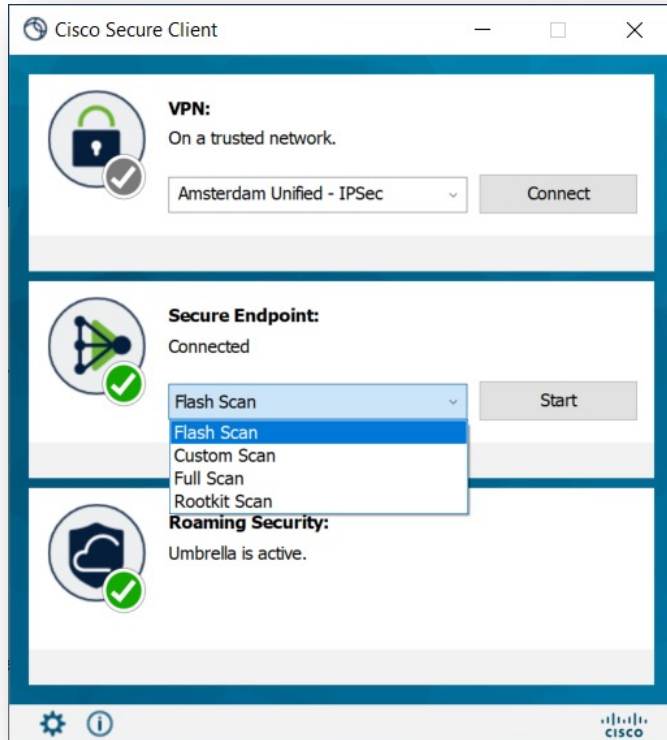 Cisco Secure Client
VPN:
On a trusted network.
Amsterdam Unified - IPSec
Connect
Secure Endpoint:
Connected
Flash Scan
Start
Flash Scan
Custom Scan
Full Scan
Rootkit Scan
Roaming Security:
Umbrella is active.
CISCO